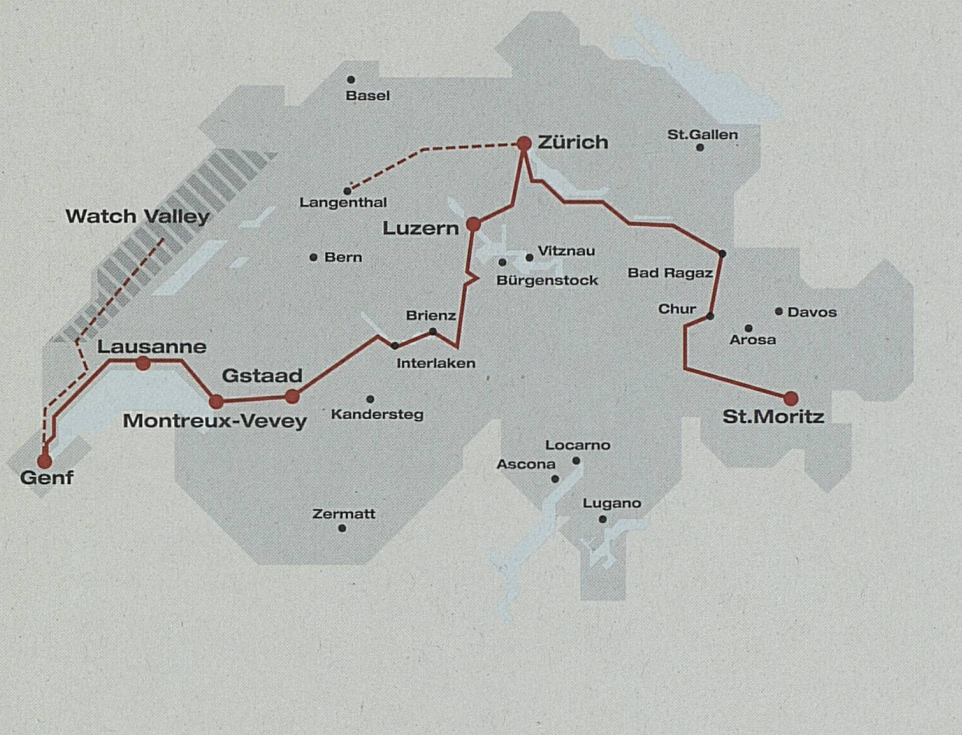 Basel
St.Gallen
Zürich
Langenthal
Watch Valley
Luzern
Vitznau
Bern
Bad Ragaz
Bürgenstock
Chur
Davos
Brienz
Arosa
Lausanne
Interlaken
Gstaad
Kandersteg
St.Moritz
Montreux-Vevey
Locarno
Ascona
Genf
Lugano
Zermatt